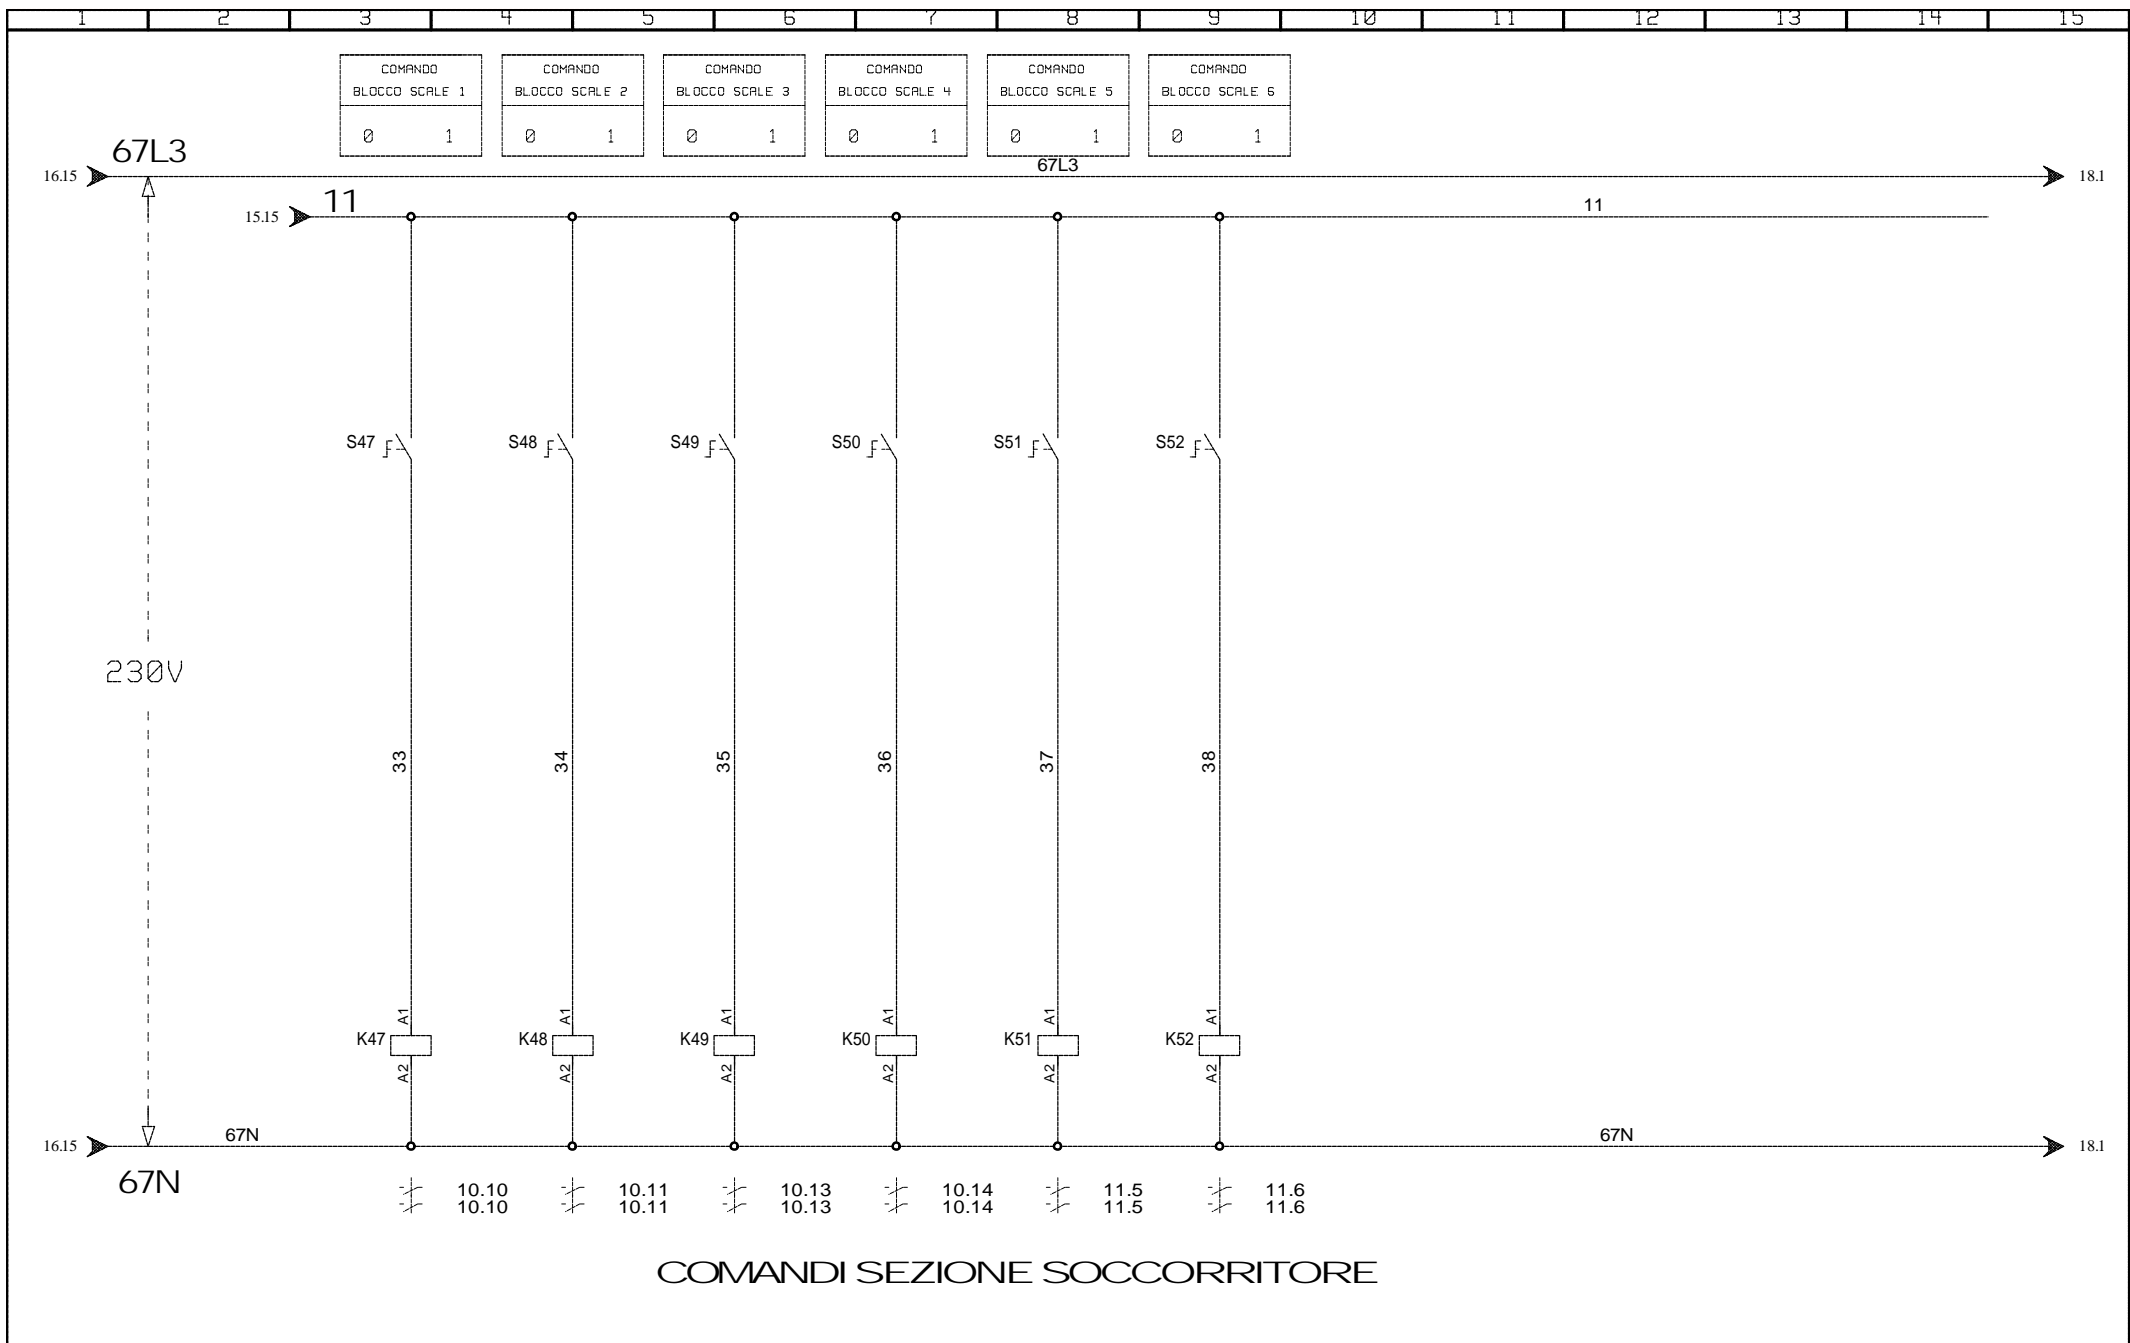 1 2 3 4 5 6 7 8 9 10 11 12 13 14 15
COMANDO COMANDO COMANDO COMANDO COMANDO COMANDO
BLOCCO SCALE 1 BLOCCO SCALE 2 BLOCCO SCALE 3 BLOCCO SCALE 4 BLOCCO SCALE 5 BLOCCO SCALE 6
0 1 0 1 0 1 0 1 0 1 0 1
67L3
67L3
16.15 18.1
11 11
15.15
S47 S48 S49 S50 S51 S52
230V
33 34 35 36 37 38
A1 A1 A1 A1 A1 A1
K47 K48 K49 K50 K51 K52
A2 A2 A2 A2 A2 A2
67N 67N
16.15 18.1
67N
10.10 10.11 10.13 10.14 11.5 11.6
10.10 10.11 10.13 10.14 11.5 11.6
COMANDI SEZIONE SOCCORRITORE